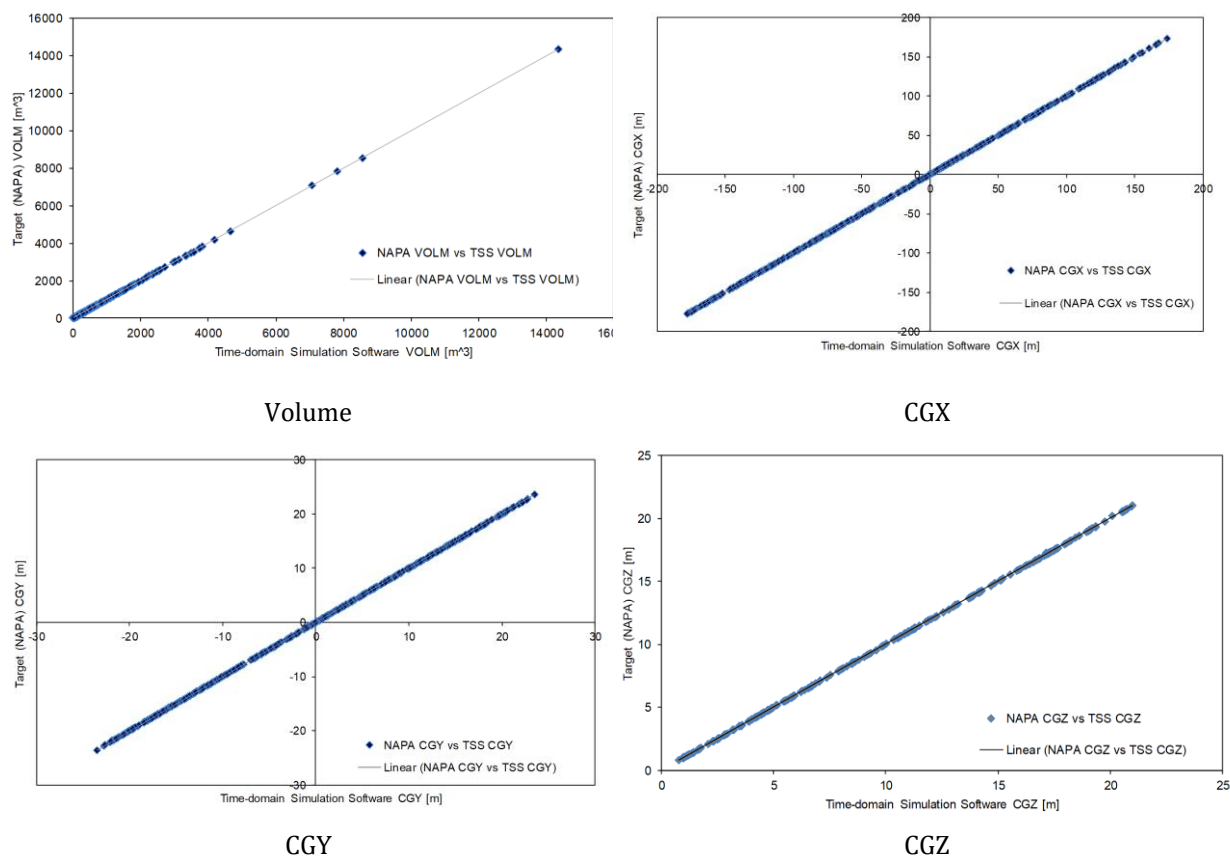 16000
14000
12000
10000
8000
6000
4000
2000
0
Target (NAPA) VOLM [m^3]
NAPA VOLM vs TSS VOLM
Linear (NAPA VOLM vs TSS VOLM)
0 2000 4000 6000 8000 10000 12000 14000
Time-domain Simulation Software VOLM [m^3]
Volume
200
150
100
50
0
-50
-100
-150
-200
Target (NAPA) CGX [m]
-200 -150 -100 -50 0 50 100 150 200
NAPA CGX vs TSS CGX
Linear (NAPA CGX vs TSS CGX)
Time-domain Simulation Software CGX [m]
CGX
30
20
10
0
-10
-20
-30
Target (NAPA) CGY [m]
-30 -20 -10 0 10 20 30
NAPA CGY vs TSS CGY
Linear (NAPA CGY vs TSS CGY)
Time-domain Simulation Software CGY [m]
CGY
25
20
15
10
5
0
Target (NAPA) CGZ [m]
NAPA CGZ vs TSS CGZ
Linear (NAPA CGZ vs TSS CGZ)
0 5 10 15 20 25
Time-domain Simulation Software CGZ [m]
CGZ